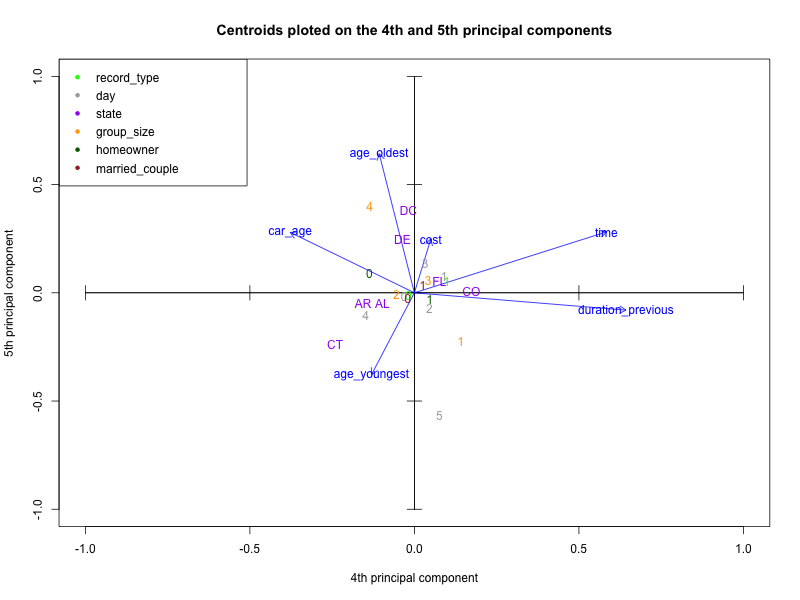 Centroids ploted on the 4th and 5th principal components
record_type
day
state
group_size
homeowner
married_couple
1.0
0.5
0.0
-0.5
-1.0
5th principal component
age_oldest
4
DC
car_age
DE
cost
time
3
0
1
3
FL
1
1
CO
2
0
1
AR
AL
2
duration_previous
4
CT
1
age_youngest
5
-1.0
-0.5
0.0
0.5
1.0
4th principal component